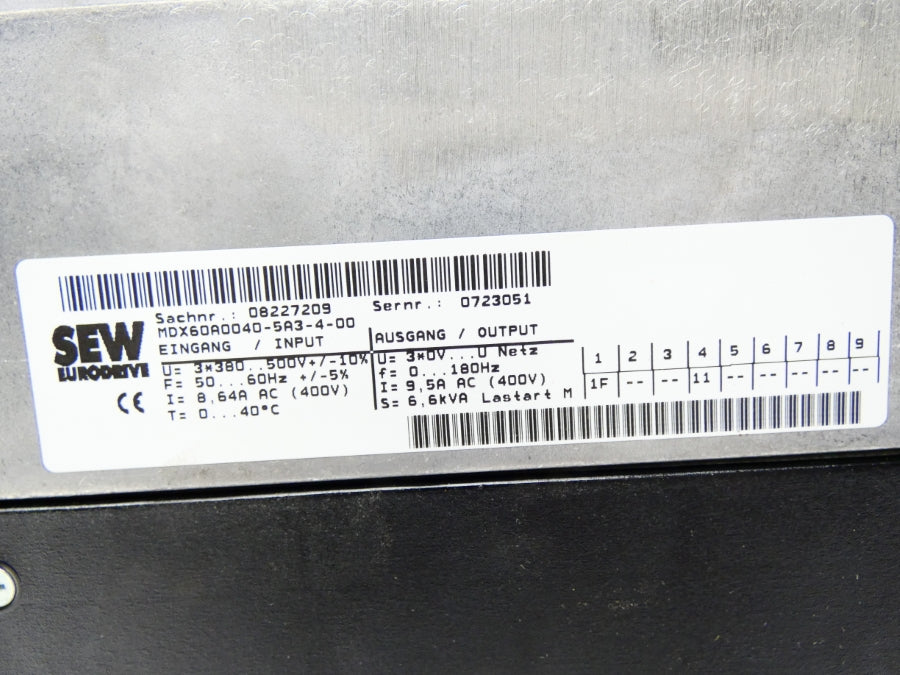 Sachnr.: 08227209 Sernr.: 0723051
MDX60A0040-5A3-4-00
SEW
EURODRIVE
CE
EINGANG / INPUT
U= 3*380...500V+/-10%
F= 50...60Hz +/-5%
I= 8,64A AC (400V)
T= 0...40°C
AUSGANG / OUTPUT
U= 3*0V...U Netz
f= 0...180Hz
I= 9,5A AC (400V)
S= 6,6kVA Lastart M
1 2 3 4 5 6 7 8 9
1F -- -- 11 -- -- -- -- --